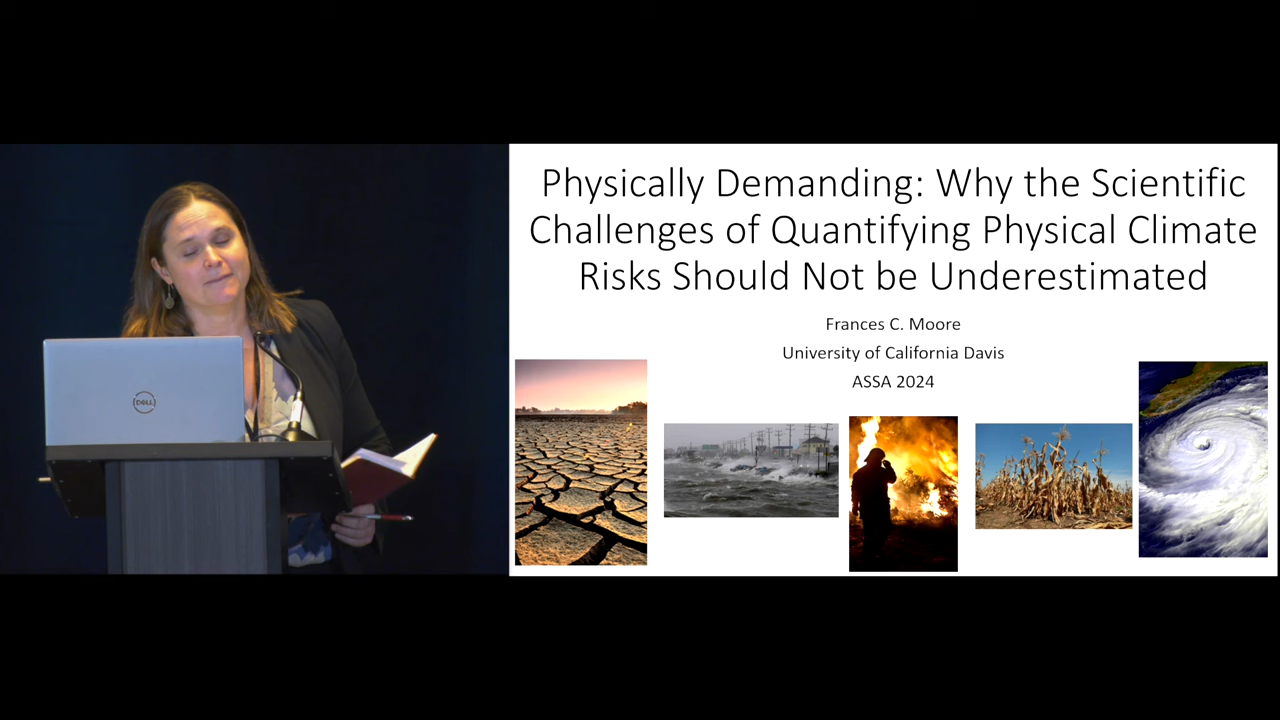 Physically Demanding: Why the Scientific
Challenges of Quantifying Physical Climate
Risks Should Not be Underestimated
Frances C. Moore
University of California Davis
ASSA 2024
DELL